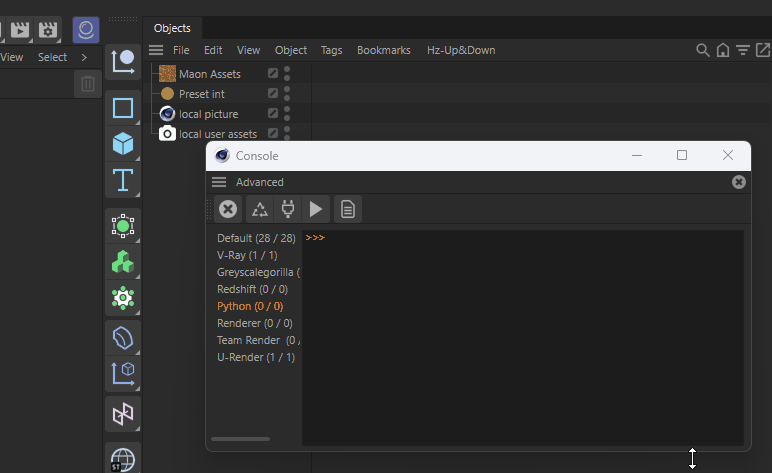 Objects
View Select >
File Edit View Object Tags Bookmarks Hz-Up&Down
Maon Assets
Preset int
local picture
local user assets
Console
Advanced
Default (28 / 28)
>>>
V-Ray (1 / 1)
Greyscalegorilla (
Redshift (0 / 0)
Python (0 / 0)
Renderer (0 / 0)
Team Render (0 /
U-Render (1 / 1)
ST